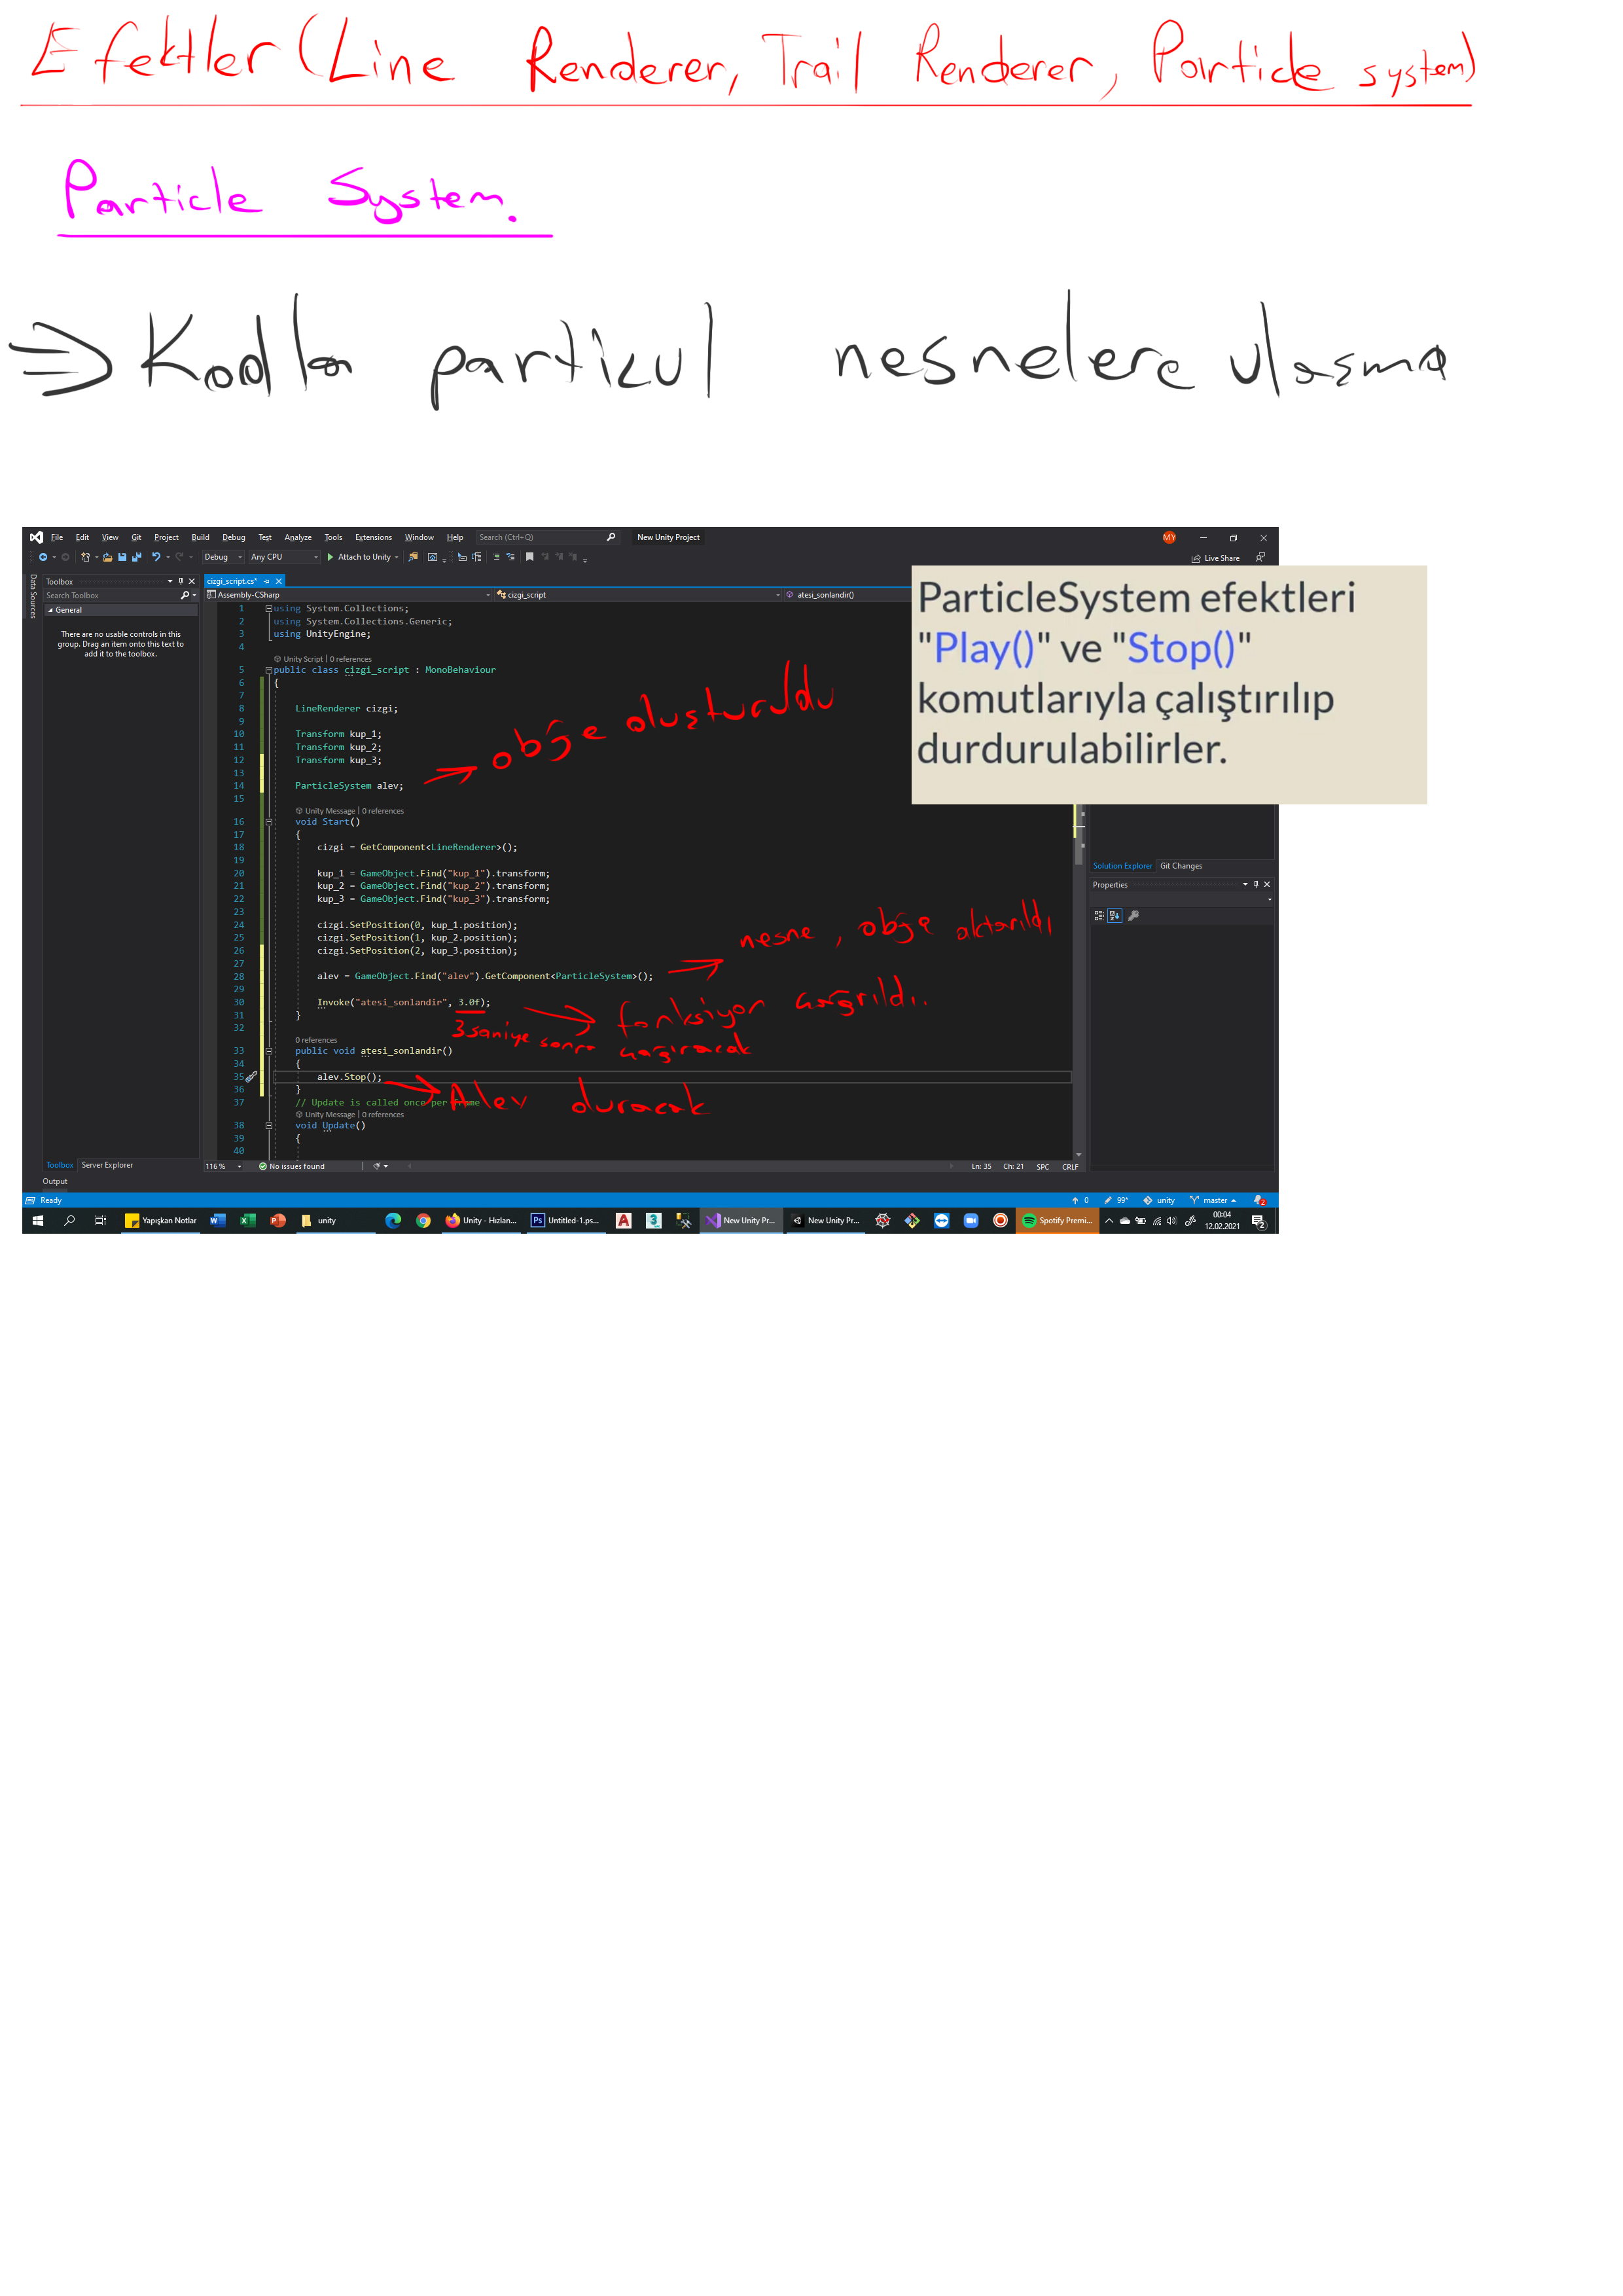 Efektler (Line Renderer, Trail Renderer, Particle system)
Particle System.
⇒ Kodla particul nesnelere ulaşma
File Edit View Git Project Build Debug Test Analyze Tools Extensions Window Help Search (Ctrl+Q) New Unity Project MY
Debug Any CPU Attach to Unity Live Share
Data Sources
Toolbox
Search Toolbox
General
There are no usable controls in this
group. Drag an item onto this text to
add it to the toolbox.
cizgi_script.cs*
Assembly-CSharp cizgi_script atesi_sonlandir()
ParticleSystem efektleri
"Play()" ve "Stop()"
komutlarıyla çalıştırılıp
durdurulabilirler.
1 using System.Collections;
2 using System.Collections.Generic;
3 using UnityEngine;
4
Unity Script | 0 references
5 public class cizgi_script : MonoBehaviour
6 {
7
8 LineRenderer cizgi;
9
10 Transform kup_1;
11 Transform kup_2;
12 Transform kup_3;
13
14 ParticleSystem alev; → obğe oluşturuldu
15
Unity Message | 0 references
16 void Start()
17 {
18 cizgi = GetComponent<LineRenderer>();
19
20 kup_1 = GameObject.Find("kup_1").transform;
21 kup_2 = GameObject.Find("kup_2").transform;
22 kup_3 = GameObject.Find("kup_3").transform;
23
24 cizgi.SetPosition(0, kup_1.position);
25 cizgi.SetPosition(1, kup_2.position);
26 cizgi.SetPosition(2, kup_3.position);
27
28 alev = GameObject.Find("alev").GetComponent<ParticleSystem>(); → nesne, obğe aktarıldı
29
30 Invoke("atesi_sonlandir", 3.0f); → fonksiyon çağrıldı..
31 }
3 saniye sonra çağıracak
32
0 references
33 public void atesi_sonlandir()
34 {
35 alev.Stop(); → Alev duracak
36 }
37 // Update is called once per frame
Unity Message | 0 references
38 void Update()
39 {
40
Solution Explorer Git Changes
Properties
116 % No issues found Ln: 35 Ch: 21 SPC CRLF
Toolbox Server Explorer
Output
Ready 0 99+ unity master 2
Yapışkan Notlar unity Unity - Hızlan... Untitled-1.ps... New Unity Pr... New Unity Pr... Spotify Premi... 00:04
12.02.2021 2